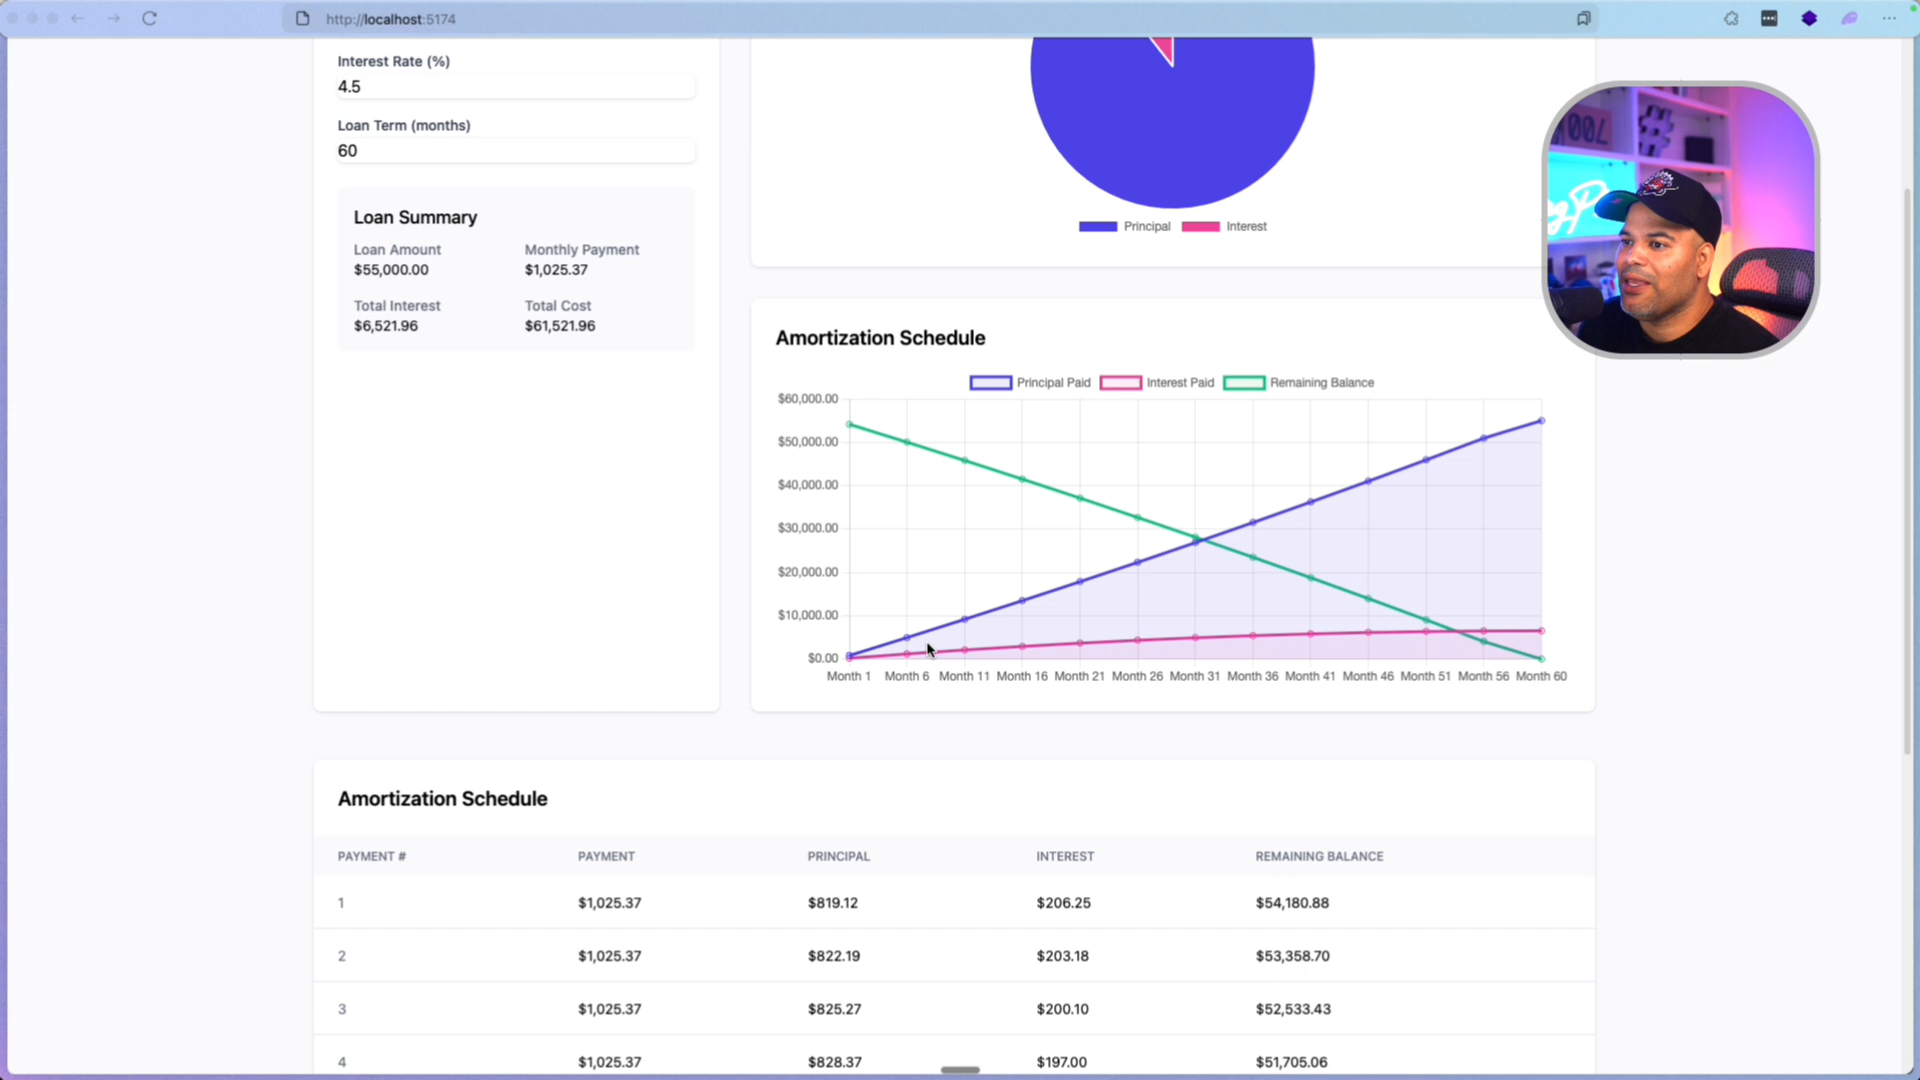 http://localhost:5174
Interest Rate (%)
4.5
Loan Term (months)
60
Loan Summary
Loan Amount Monthly Payment
$55,000.00 $1,025.37
Total Interest Total Cost
$6,521.96 $61,521.96
Principal Interest
Amortization Schedule
Principal Paid Interest Paid Remaining Balance
$60,000.00
$50,000.00
$40,000.00
$30,000.00
$20,000.00
$10,000.00
$0.00
Month 1 Month 6 Month 11 Month 16 Month 21 Month 26 Month 31 Month 36 Month 41 Month 46 Month 51 Month 56 Month 60
Amortization Schedule
PAYMENT # PAYMENT PRINCIPAL INTEREST REMAINING BALANCE
1 $1,025.37 $819.12 $206.25 $54,180.88
2 $1,025.37 $822.19 $203.18 $53,358.70
3 $1,025.37 $825.27 $200.10 $52,533.43
4 $1,025.37 $828.37 $197.00 $51,705.06